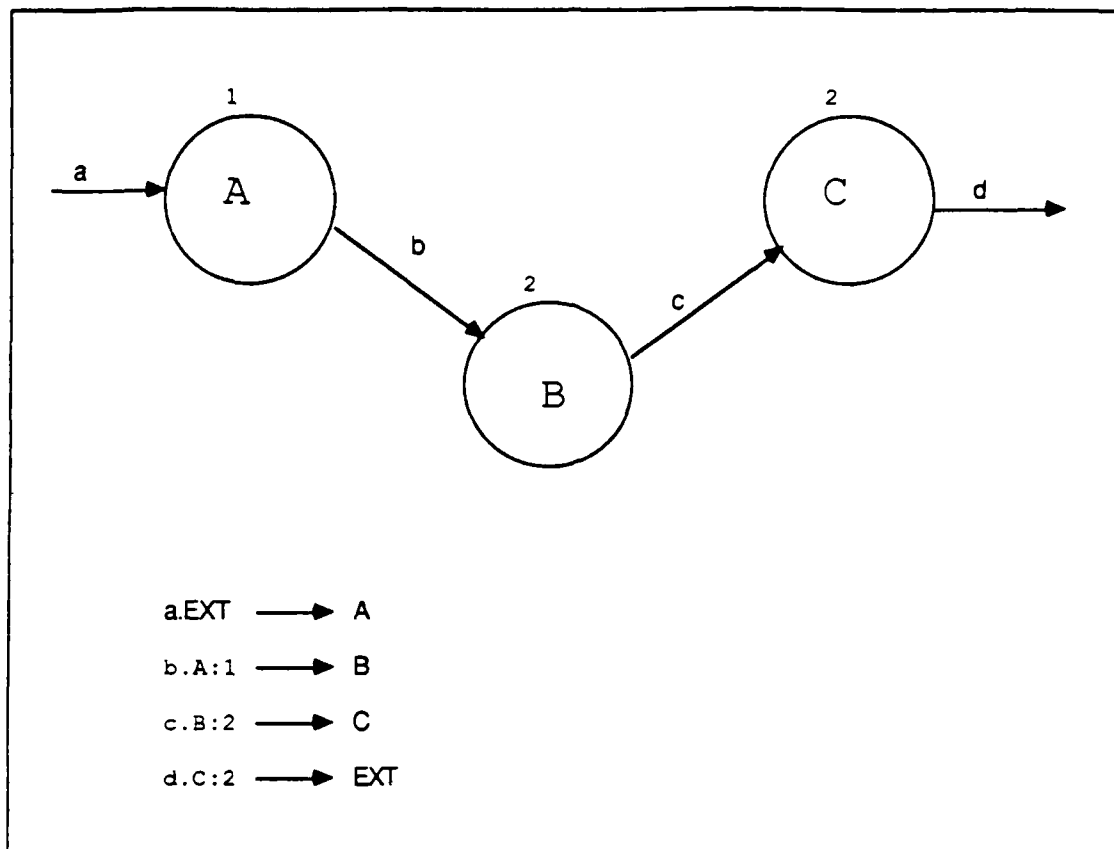 1
2
a
A
C
d
b
2
c
B
a.EXT → A
b.A:1 → B
c.B:2 → C
d.C:2 → EXT